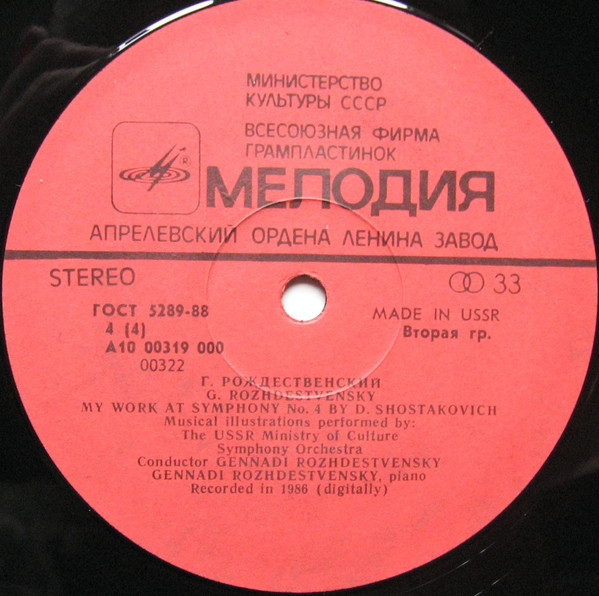 МИНИСТЕРСТВО
КУЛЬТУРЫ СССР
ВСЕСОЮЗНАЯ ФИРМА
ГРАМПЛАСТИНОК
МЕЛОДИЯ
АПРЕЛЕВСКИЙ ОРДЕНА ЛЕНИНА ЗАВОД
STEREO
33
ГОСТ 5289-88
MADE IN USSR
4 (4)
Вторая гр.
А10 00319 000
00322
Г. РОЖДЕСТВЕНСКИЙ
G. ROZHDESTVENSKY
MY WORK AT SYMPHONY No. 4 BY D. SHOSTAKOVICH
Musical illustrations performed by:
The USSR Ministry of Culture
Symphony Orchestra
Conductor GENNADI ROZHDESTVENSKY
GENNADI ROZHDESTVENSKY, piano
Recorded in 1986 (digitally)